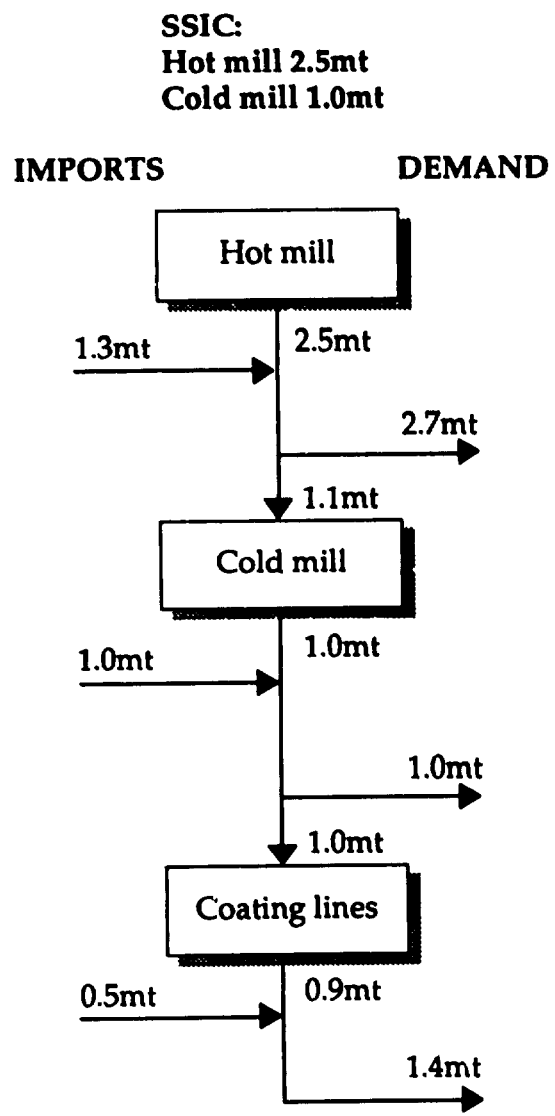 SSIC:
Hot mill 2.5mt
Cold mill 1.0mt
IMPORTS
DEMAND
Hot mill
1.3mt
2.5mt
2.7mt
1.1mt
Cold mill
1.0mt
1.0mt
1.0mt
1.0mt
Coating lines
0.5mt
0.9mt
1.4mt